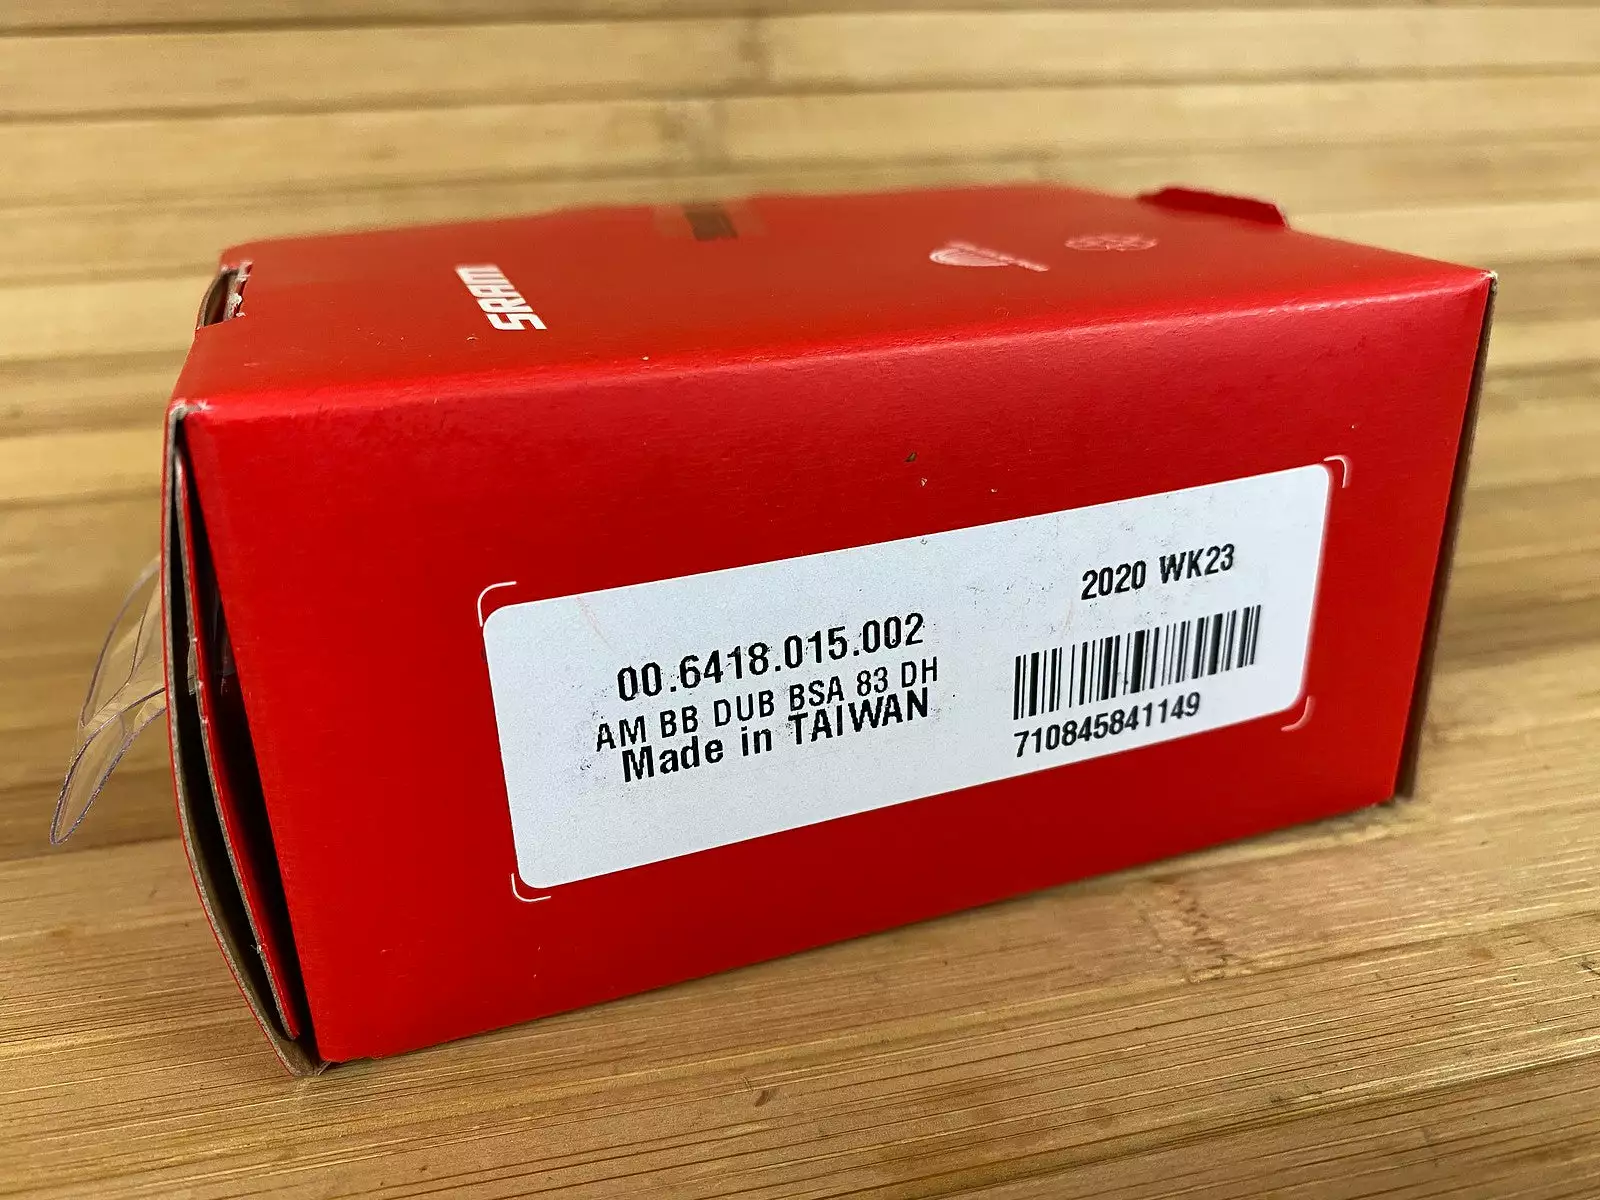 SRAM
00.6418.015.002
AM BB DUB BSA 83 DH
Made in TAIWAN
2020 WK23
710845841149